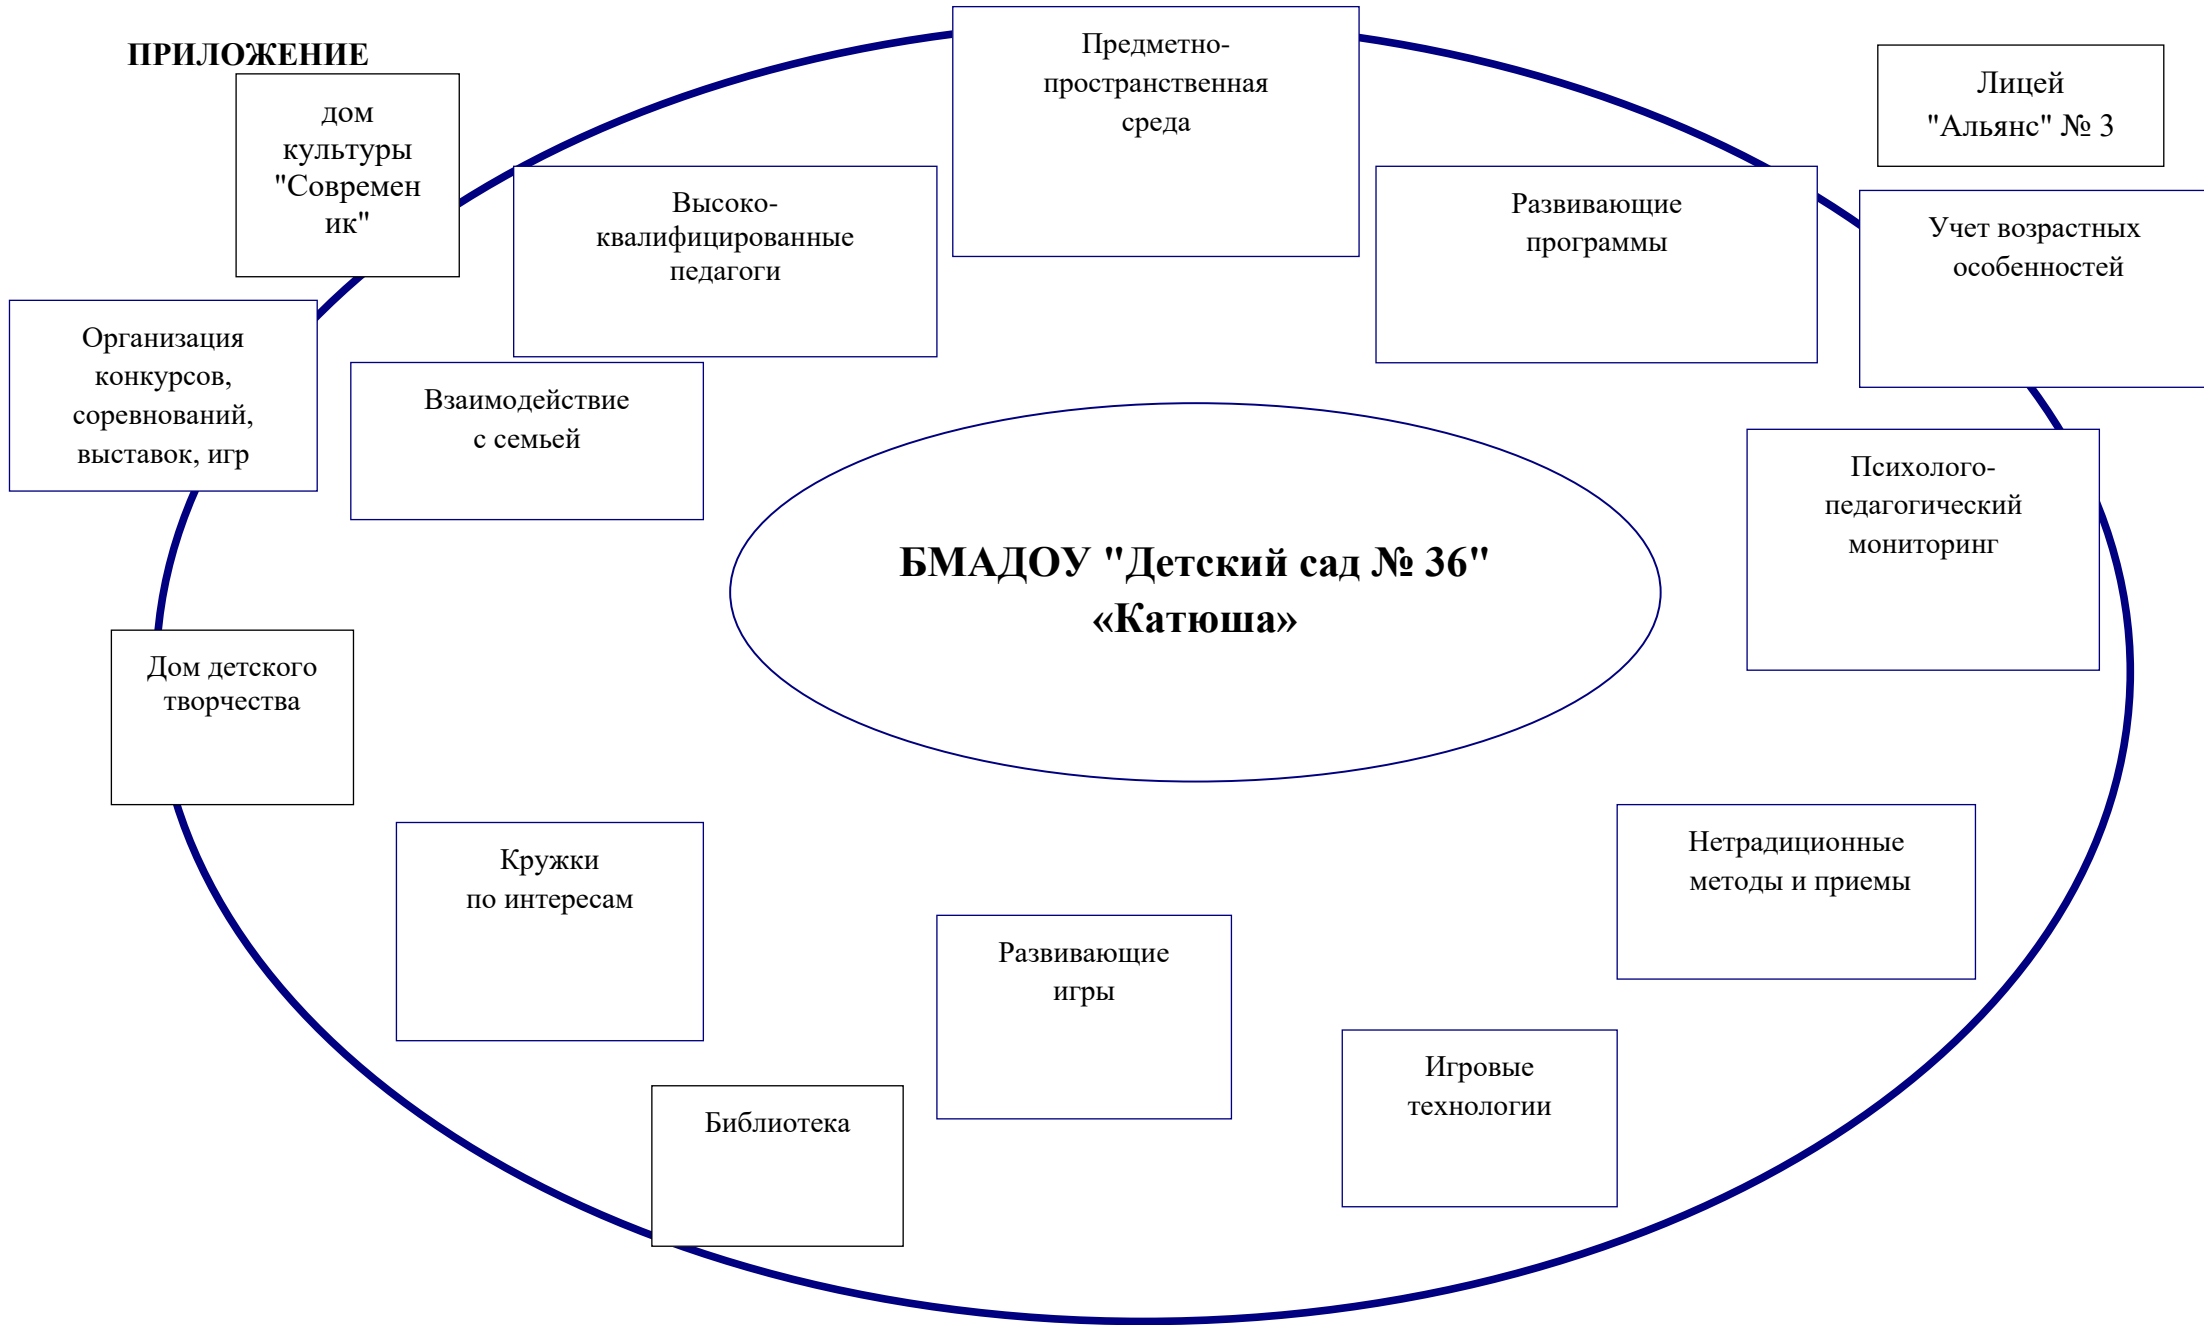 ПРИЛОЖЕНИЕ
дом
культуры
"Современ
ик"
Предметно-
пространственная
среда
Лицей
"Альянс" № 3
Высоко-
квалифицированные
педагоги
Развивающие
программы
Учет возрастных
особенностей
Организация
конкурсов,
соревнований,
выставок, игр
Взаимодействие
с семьей
Психолого-
педагогический
мониторинг
БМАДОУ "Детский сад № 36"
«Катюша»
Дом детского
творчества
Кружки
по интересам
Нетрадиционные
методы и приемы
Развивающие
игры
Игровые
технологии
Библиотека